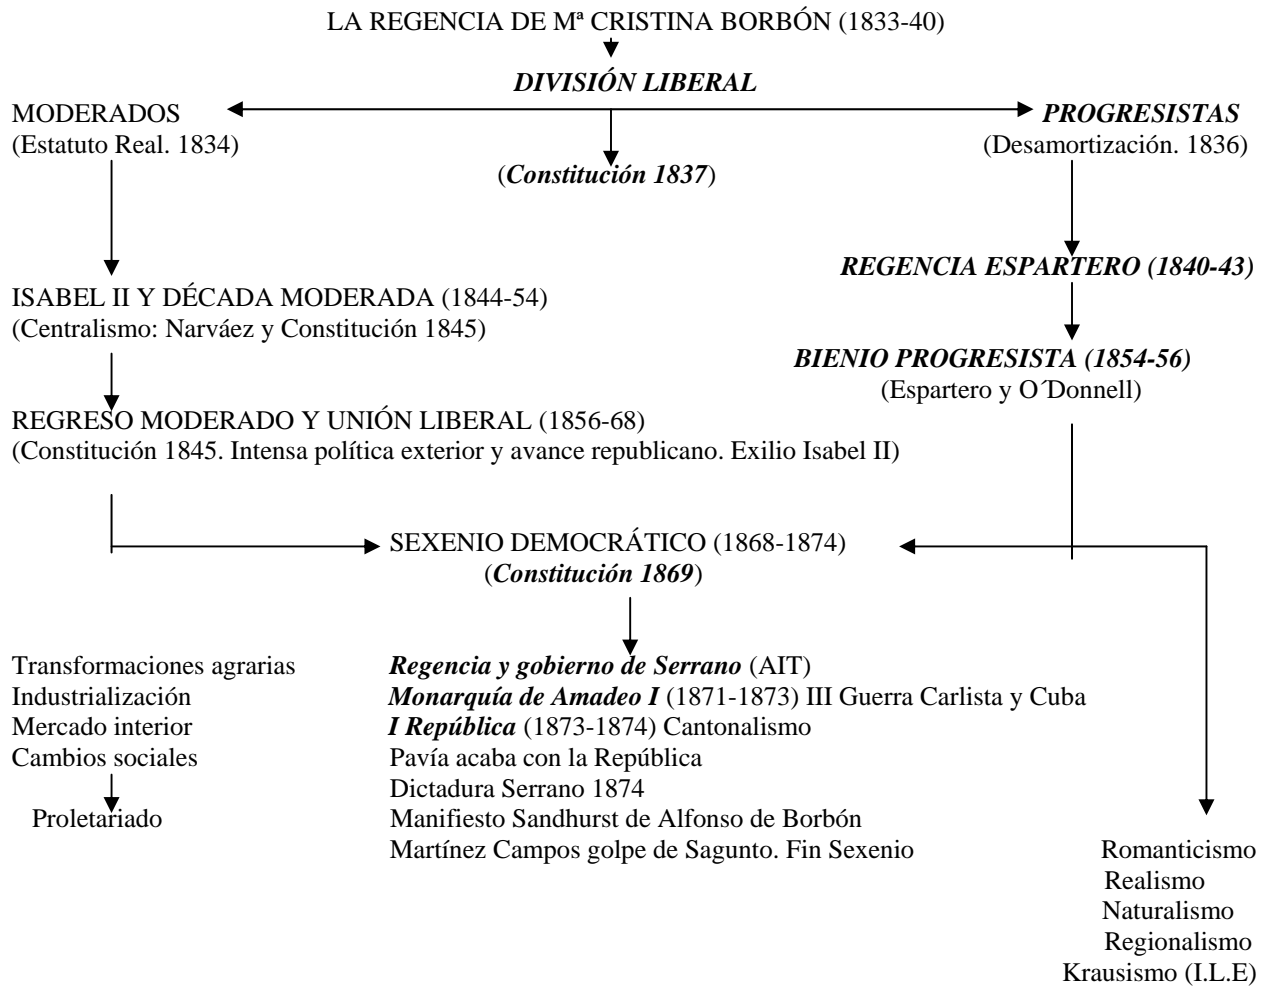 LA REGENCIA DE Mª CRISTINA BORBÓN (1833-40)
DIVISIÓN LIBERAL
MODERADOS
(Estatuto Real. 1834)
PROGRESISTAS
(Desamortización. 1836)
(Constitución 1837)
REGENCIA ESPARTERO (1840-43)
ISABEL II Y DÉCADA MODERADA (1844-54)
(Centralismo: Narváez y Constitución 1845)
BIENIO PROGRESISTA (1854-56)
(Espartero y O´Donnell)
REGRESO MODERADO Y UNIÓN LIBERAL (1856-68)
(Constitución 1845. Intensa política exterior y avance republicano. Exilio Isabel II)
SEXENIO DEMOCRÁTICO (1868-1874)
(Constitución 1869)
Transformaciones agrarias
Industrialización
Mercado interior
Cambios sociales
Proletariado
Regencia y gobierno de Serrano (AIT)
Monarquía de Amadeo I (1871-1873) III Guerra Carlista y Cuba
I República (1873-1874) Cantonalismo
Pavía acaba con la República
Dictadura Serrano 1874
Manifiesto Sandhurst de Alfonso de Borbón
Martínez Campos golpe de Sagunto. Fin Sexenio
Romanticismo
Realismo
Naturalismo
Regionalismo
Krausismo (I.L.E)